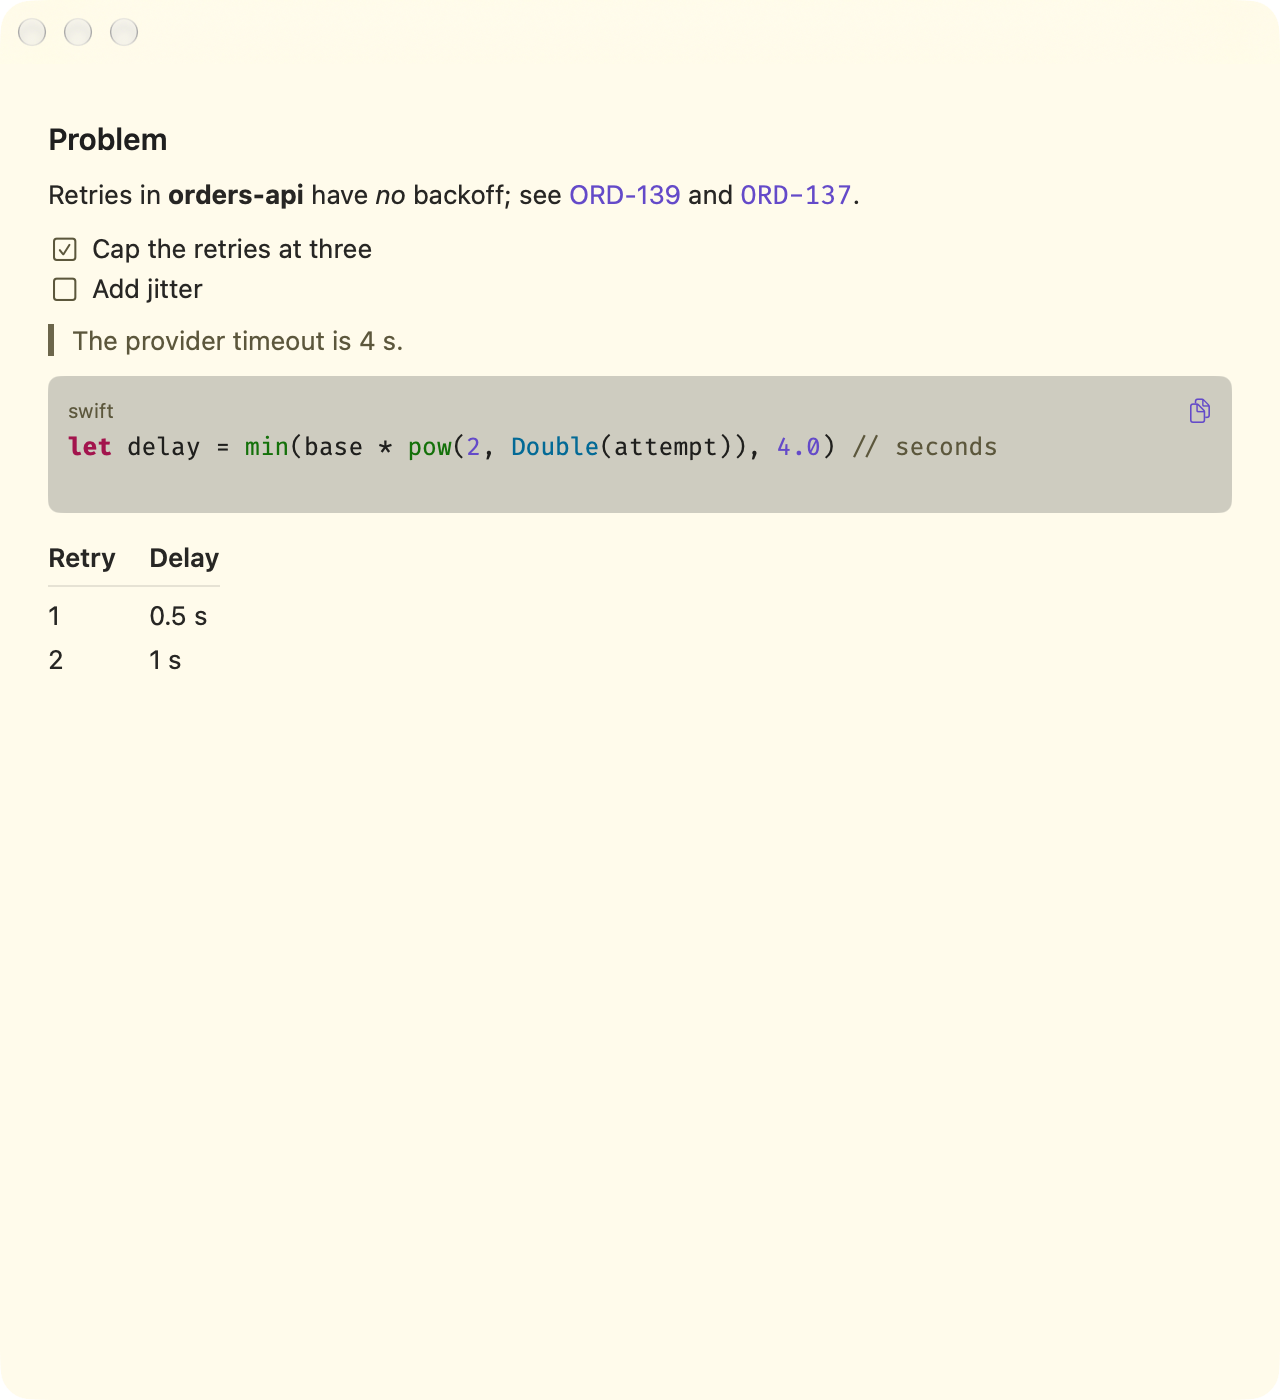 Problem
Retries in orders-api have no backoff; see ORD-139 and ORD-137.
Cap the retries at three
Add jitter
The provider timeout is 4 s.
swift
let delay = min(base * pow(2, Double(attempt)), 4.0) // seconds
Retry Delay
1 0.5 s
2 1 s